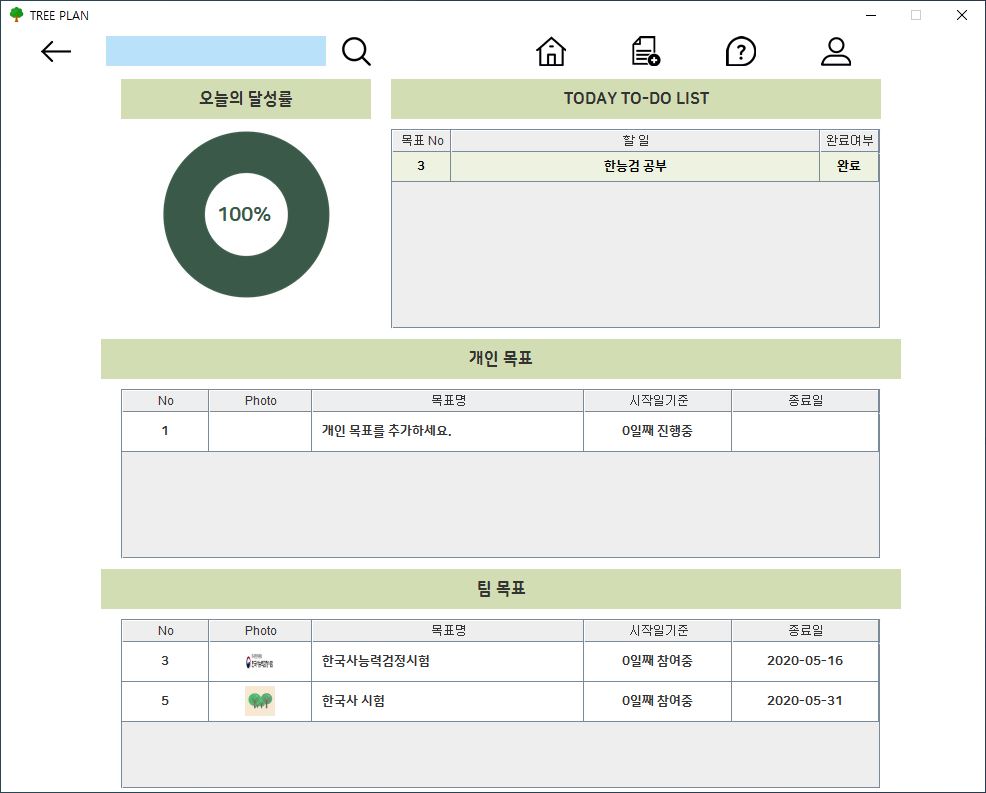 TREE PLAN
오늘의 달성률
TODAY TO-DO LIST
100%
목표 No 할 일 완료여부
3 한능검 공부 완료
개인 목표
No Photo 목표명 시작일기준 종료일
1 개인 목표를 추가하세요. 0일째 진행중
팀 목표
No Photo 목표명 시작일기준 종료일
3 한국사능력검정시험 0일째 참여중 2020-05-16
5 한국사 시험 0일째 참여중 2020-05-31